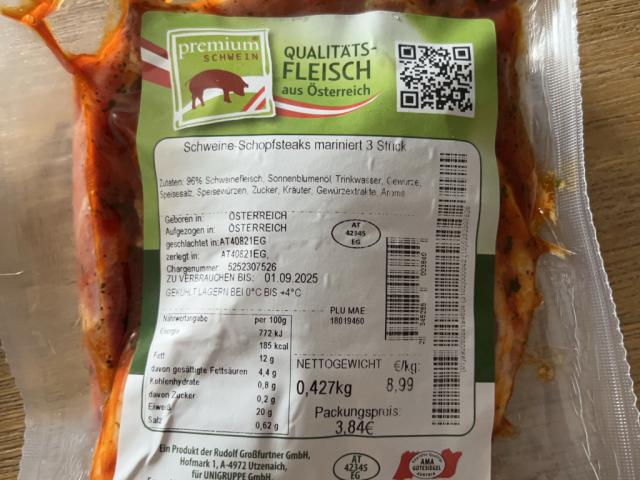 premium
SCHWEIN
QUALITÄTS-
FLEISCH
aus Österreich
Schweine-Schopfsteaks mariniert 3 Stück
Zutaten: 96% Schweinefleisch, Sonnenblumenöl, Trinkwasser, Gewürze,
Speisesalz, Speisewürzen, Zucker, Kräuter, Gewürzextrakte, Aroma
Geboren in: ÖSTERREICH
Aufgezogen in: ÖSTERREICH
geschlachtet in: AT40821EG
zerlegt in: AT40821EG,
Chargennummer: 5252307526
ZU VERBRAUCHEN BIS: 01.09.2025
GEKÜHLT LAGERN BEI 0°C BIS +4°C
AT
42345
EG
PLU MAE
18019460
Nährwertangabe per 100g
Energie 772 kJ
185 kcal
Fett 12 g
davon gesättigte Fettsäuren 4,4 g
Kohlenhydrate 0,8 g
davon Zucker 0,2 g
Eiweiß 20 g
Salz 0,62 g
NETTOGEWICHT €/kg:
0,427kg 8,99
Packungspreis:
3,84€
Ein Produkt der Rudolf Großfurtner GmbH,
Hofmark 1, A-4972 Utzenaich,
für UNIGRUPPE GmbH
AT
42345
EG
AMA
GÜTESIEGEL